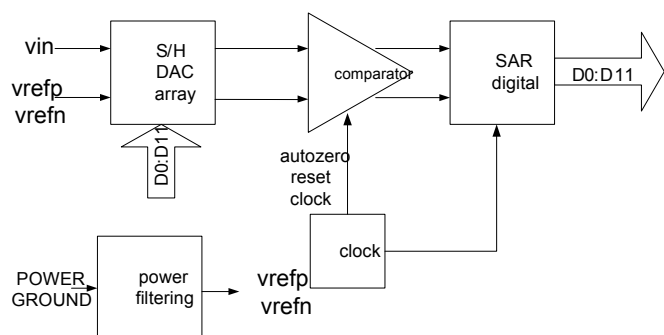 vin
vrefp
vrefn
S/H
DAC
array
D0:D11
comparator
SAR
digital
D0:D11
autozero
reset
clock
clock
POWER
GROUND
power
filtering
vrefp
vrefn